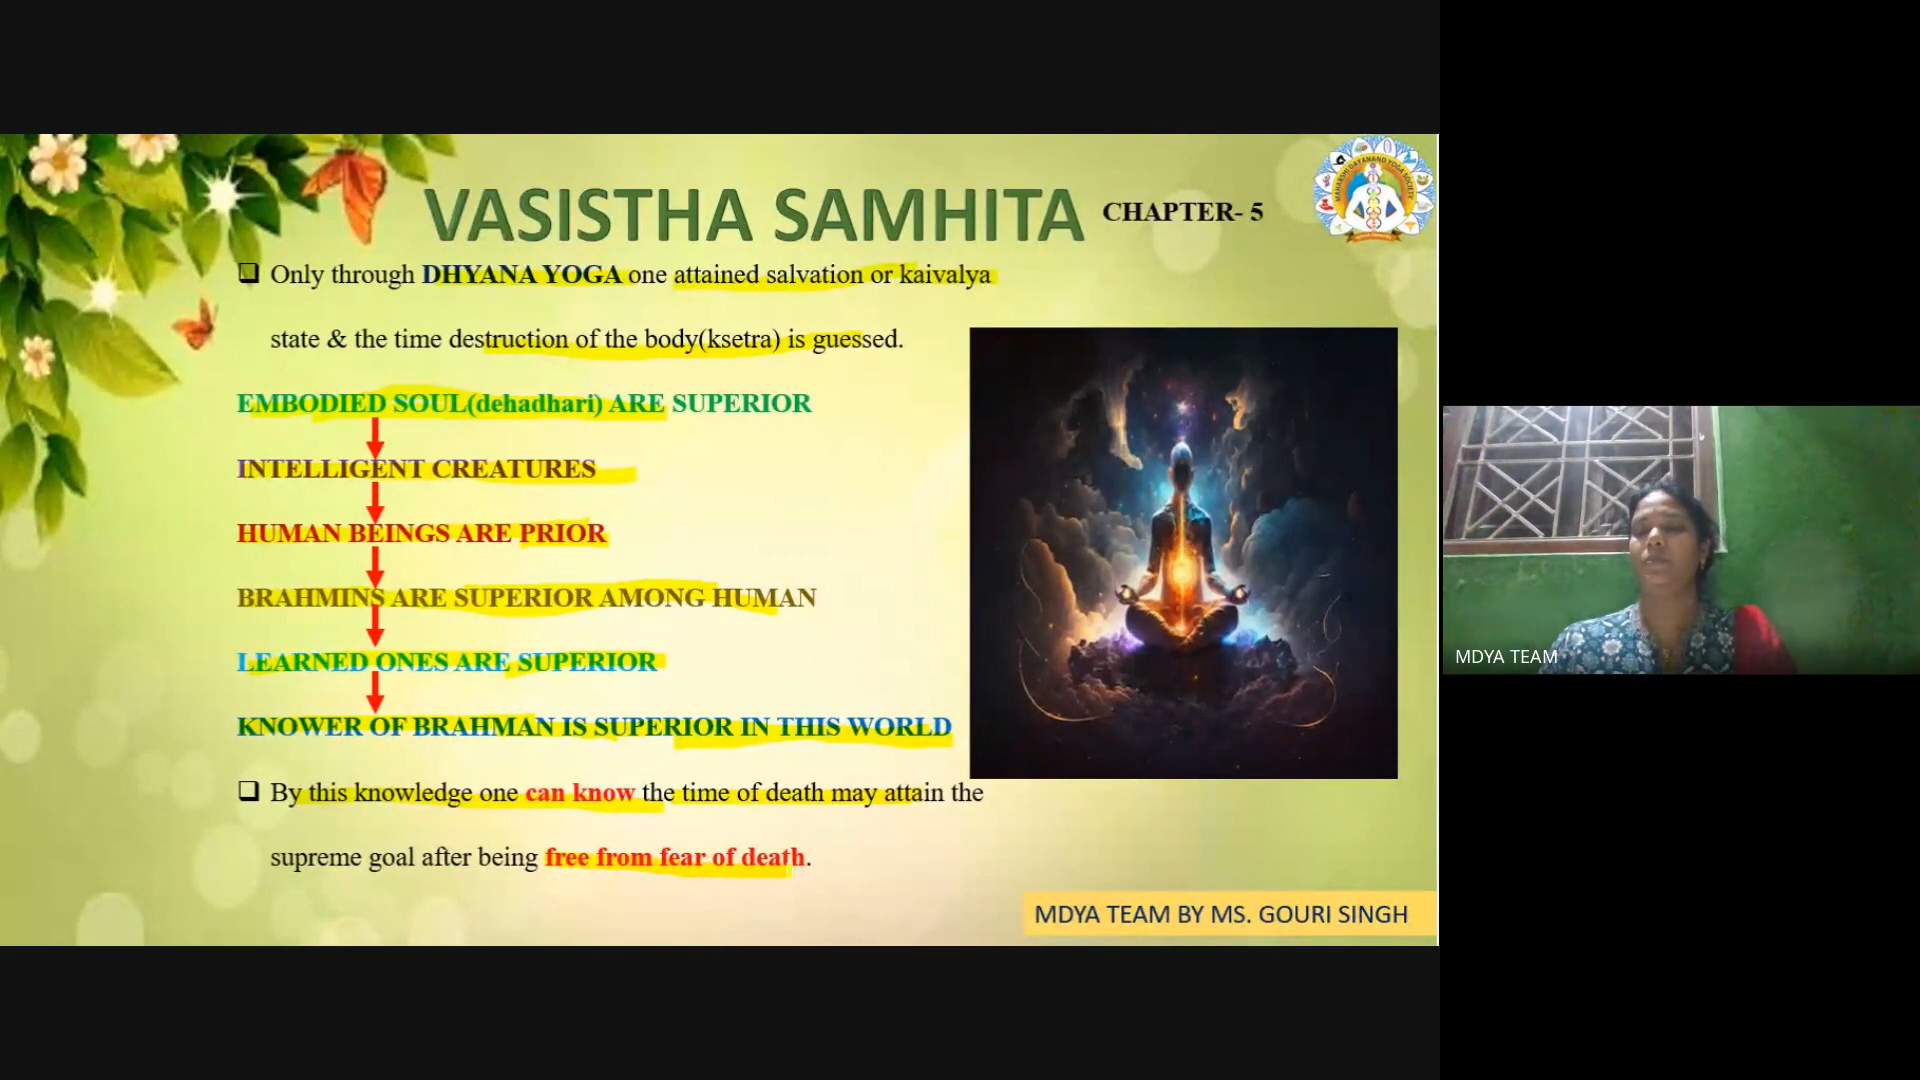 VASISTHA SAMHITA CHAPTER- 5
MAHARSHI DAYANAND YOGA SOCIETY
❑ Only through DHYANA YOGA one attained salvation or kaivalya
state & the time destruction of the body(ksetra) is guessed.
EMBODIED SOUL(dehadhari) ARE SUPERIOR
INTELLIGENT CREATURES
HUMAN BEINGS ARE PRIOR
BRAHMINS ARE SUPERIOR AMONG HUMAN
LEARNED ONES ARE SUPERIOR
KNOWER OF BRAHMAN IS SUPERIOR IN THIS WORLD
❑ By this knowledge one can know the time of death may attain the
supreme goal after being free from fear of death.
MDYA TEAM BY MS. GOURI SINGH
MDYA TEAM